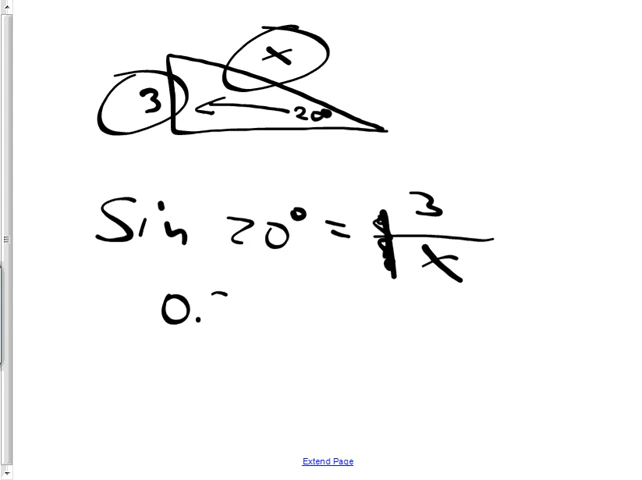 x
3
20°
Sin 20° = 3/x
0.
Extend Page